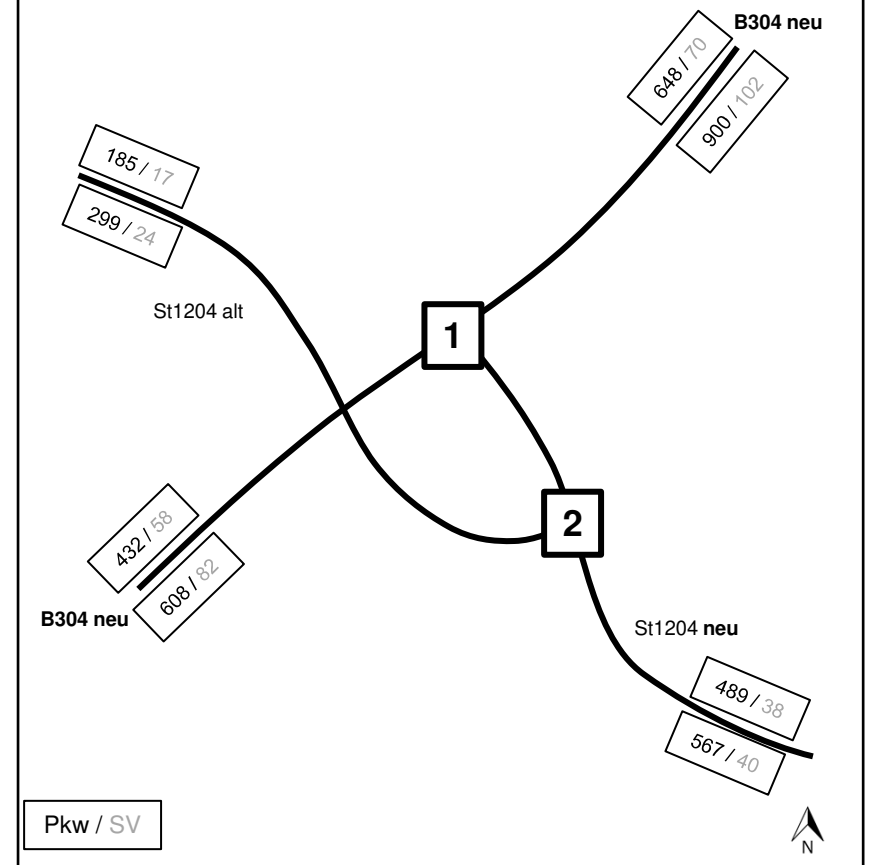 B304 neu
648 / 70
900 / 102
185 / 17
299 / 24
St1204 alt
1
432 / 58
608 / 82
B304 neu
2
St1204 neu
489 / 38
567 / 40
Pkw / SV
N